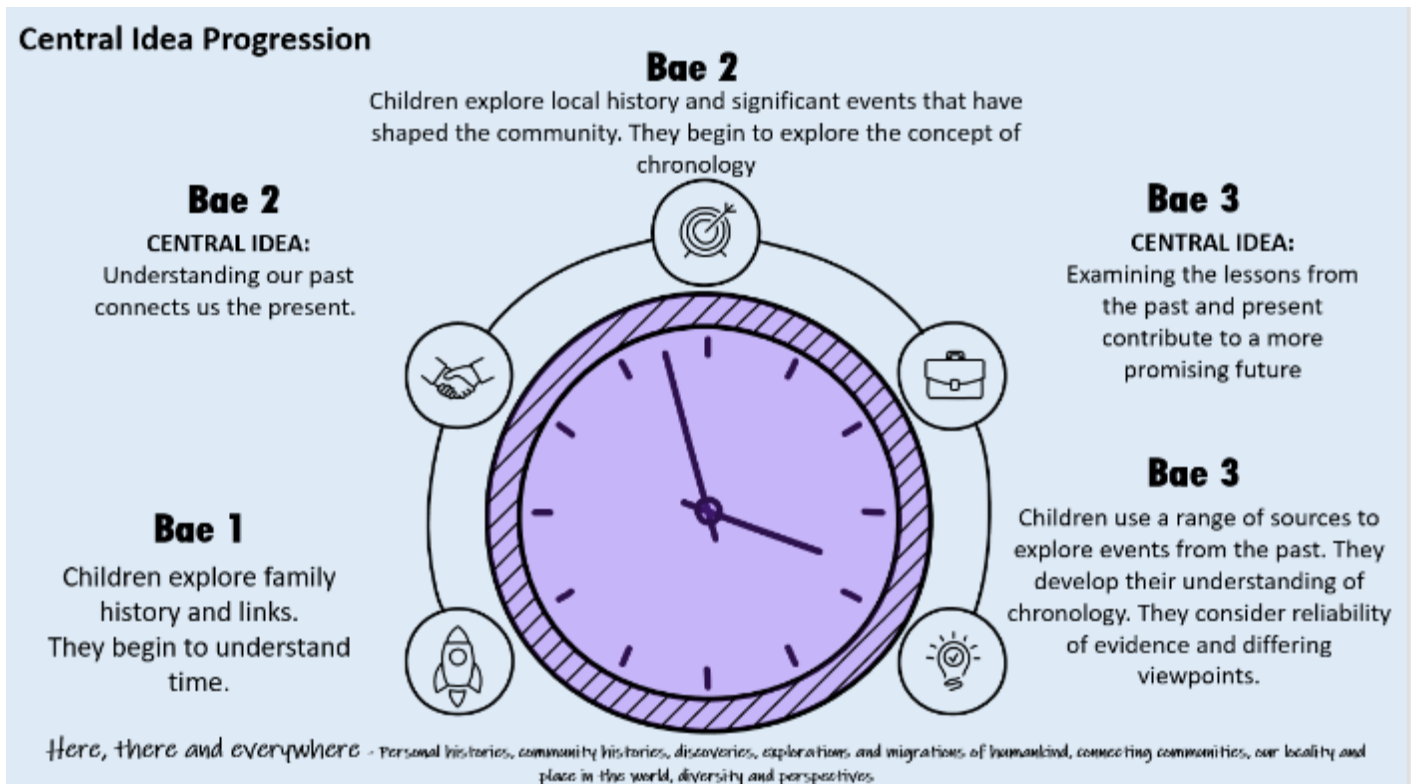 Central Idea Progression
Bae 2
Children explore local history and significant events that have
shaped the community. They begin to explore the concept of
chronology
Bae 2
CENTRAL IDEA:
Understanding our past
connects us the present.
Bae 3
CENTRAL IDEA:
Examining the lessons from
the past and present
contribute to a more
promising future
Bae 1
Children explore family
history and links.
They begin to understand
time.
Bae 3
Children use a range of sources to
explore events from the past. They
develop their understanding of
chronology. They consider reliability
of evidence and differing
viewpoints.
Here, there and everywhere - Personal histories, community histories, discoveries, explorations and migrations of humankind, connecting communities, our locality and
place in the world, diversity and perspectives